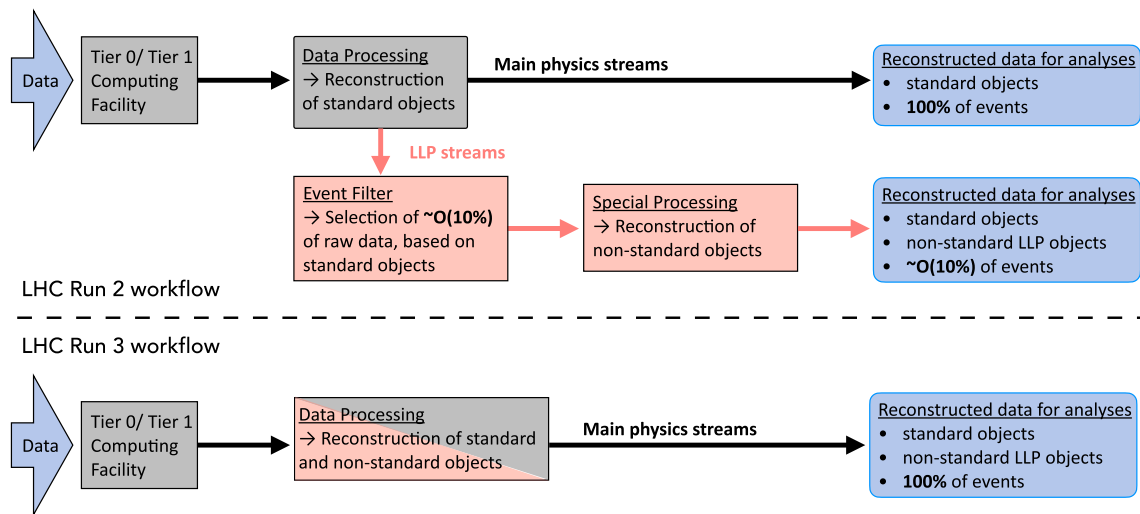 Data
Tier 0/ Tier 1
Computing
Facility
Data Processing
→ Reconstruction
of standard objects
Main physics streams
Reconstructed data for analyses
• standard objects
• 100% of events
LLP streams
Event Filter
→ Selection of ~O(10%)
of raw data, based on
standard objects
Special Processing
→ Reconstruction of
non-standard objects
Reconstructed data for analyses
• standard objects
• non-standard LLP objects
• ~O(10%) of events
LHC Run 2 workflow
LHC Run 3 workflow
Data
Tier 0/ Tier 1
Computing
Facility
Data Processing
→ Reconstruction of standard
and non-standard objects
Main physics streams
Reconstructed data for analyses
• standard objects
• non-standard LLP objects
• 100% of events